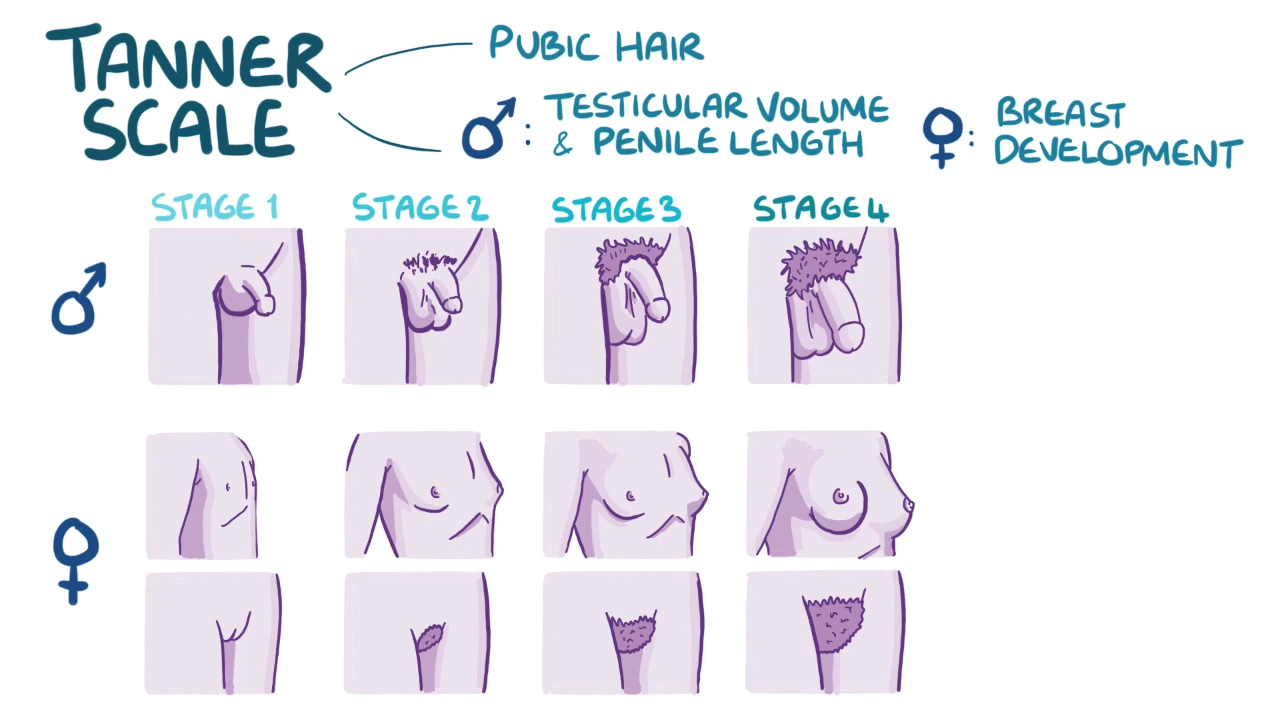 TANNER
SCALE
PUBIC HAIR
♂: TESTICULAR VOLUME
& PENILE LENGTH
♀: BREAST
DEVELOPMENT
STAGE 1
STAGE 2
STAGE 3
STAGE 4
♂
♀